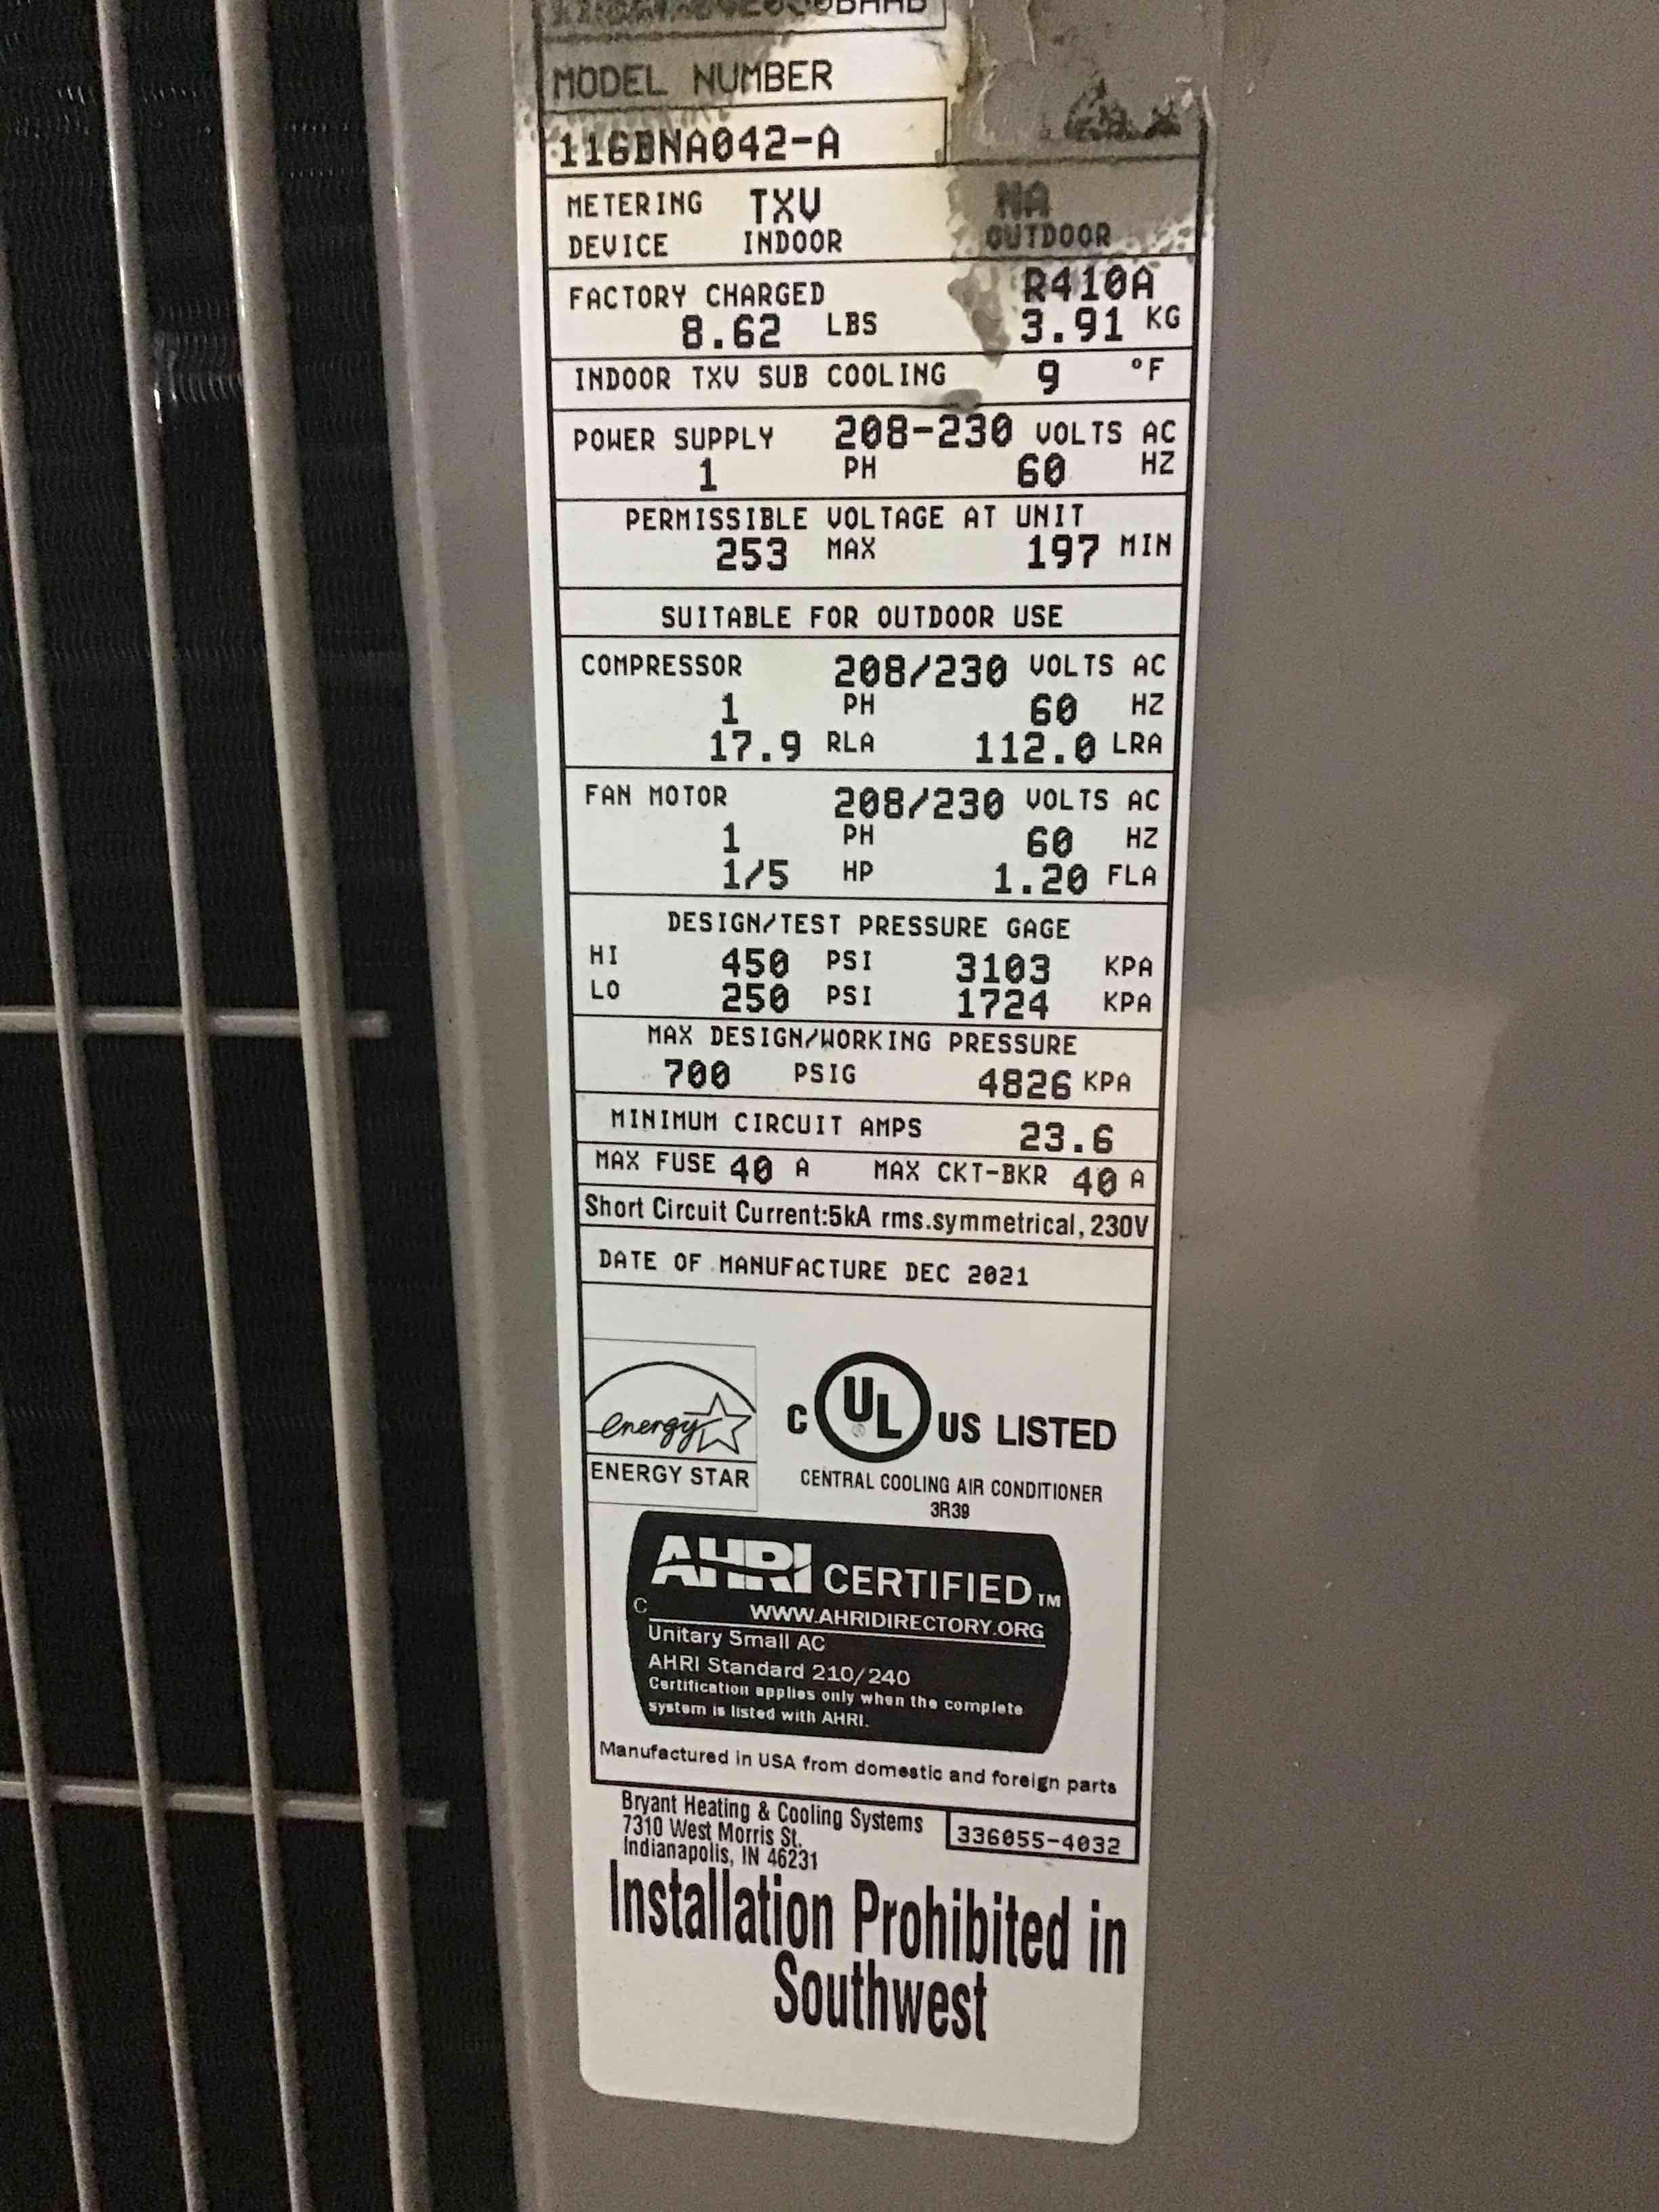 MODEL NUMBER
116BNA042-A
METERING TXV NA
DEVICE INDOOR OUTDOOR
FACTORY CHARGED R410A
8.62 LBS 3.91 KG
INDOOR TXV SUB COOLING 9 °F
POWER SUPPLY 208-230 VOLTS AC
1 PH 60 HZ
PERMISSIBLE VOLTAGE AT UNIT
253 MAX 197 MIN
SUITABLE FOR OUTDOOR USE
COMPRESSOR 208/230 VOLTS AC
1 PH 60 HZ
17.9 RLA 112.0 LRA
FAN MOTOR 208/230 VOLTS AC
1 PH 60 HZ
1/5 HP 1.20 FLA
DESIGN/TEST PRESSURE GAGE
HI 450 PSI 3103 KPA
LO 250 PSI 1724 KPA
MAX DESIGN/WORKING PRESSURE
700 PSIG 4826 KPA
MINIMUM CIRCUIT AMPS 23.6
MAX FUSE 40 A MAX CKT-BKR 40 A
Short Circuit Current:5kA rms.symmetrical, 230V
DATE OF MANUFACTURE DEC 2021
energy
ENERGY STAR
C UL US LISTED
CENTRAL COOLING AIR CONDITIONER
3R39
AHRI CERTIFIED TM
C WWW.AHRIDIRECTORY.ORG
Unitary Small AC
AHRI Standard 210/240
Certification applies only when the complete
system is listed with AHRI.
Manufactured in USA from domestic and foreign parts
Bryant Heating & Cooling Systems
7310 West Morris St.
Indianapolis, IN 46231
336055-4032
Installation Prohibited in
Southwest